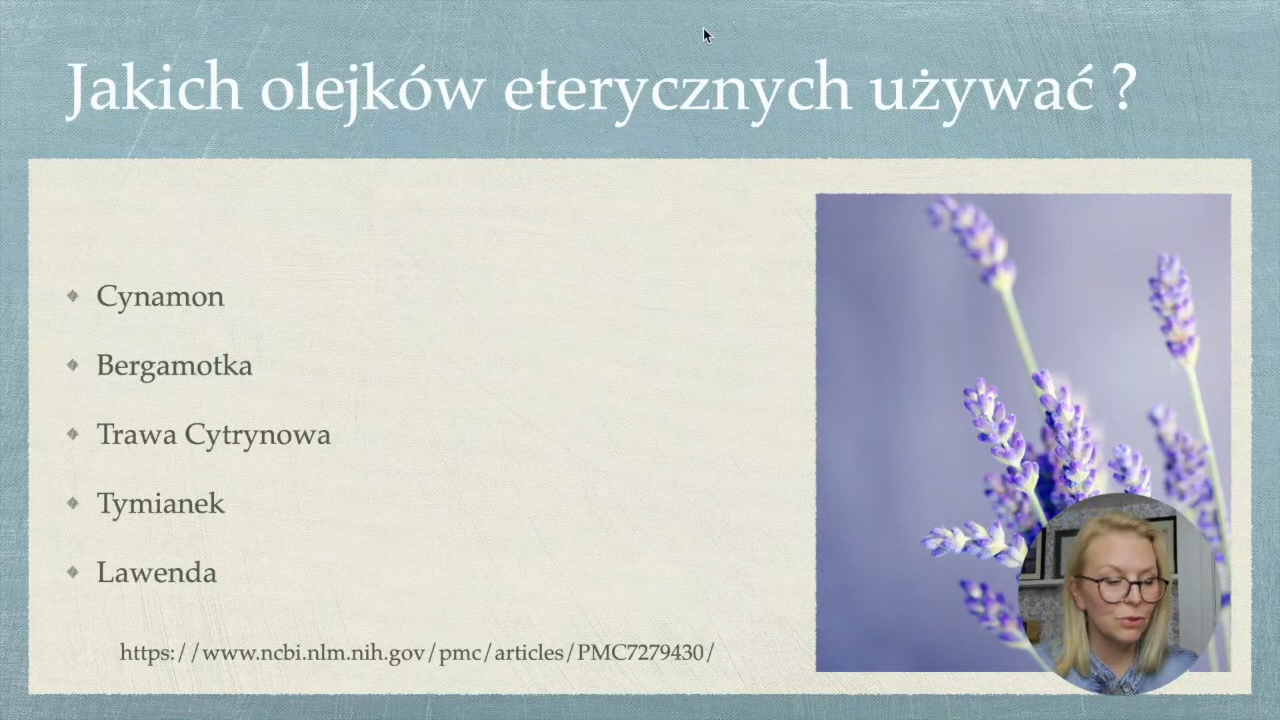 Jakich olejków eterycznych używać ?
Cynamon
Bergamotka
Trawa Cytrynowa
Tymianek
Lawenda
https://www.ncbi.nlm.nih.gov/pmc/articles/PMC7279430/